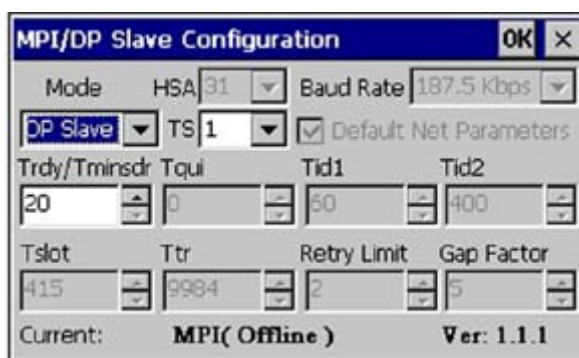 MPI/DP Slave Configuration OK ×
Mode HSA 31 Baud Rate 187.5 Kbps
DP Slave TS 1 Default Net Parameters
Trdy/Tminsdr Tqui Tid1 Tid2
20 0 60 400
Tslot Ttr Retry Limit Gap Factor
415 9984 2 5
Current: MPI( Offline ) Ver: 1.1.1